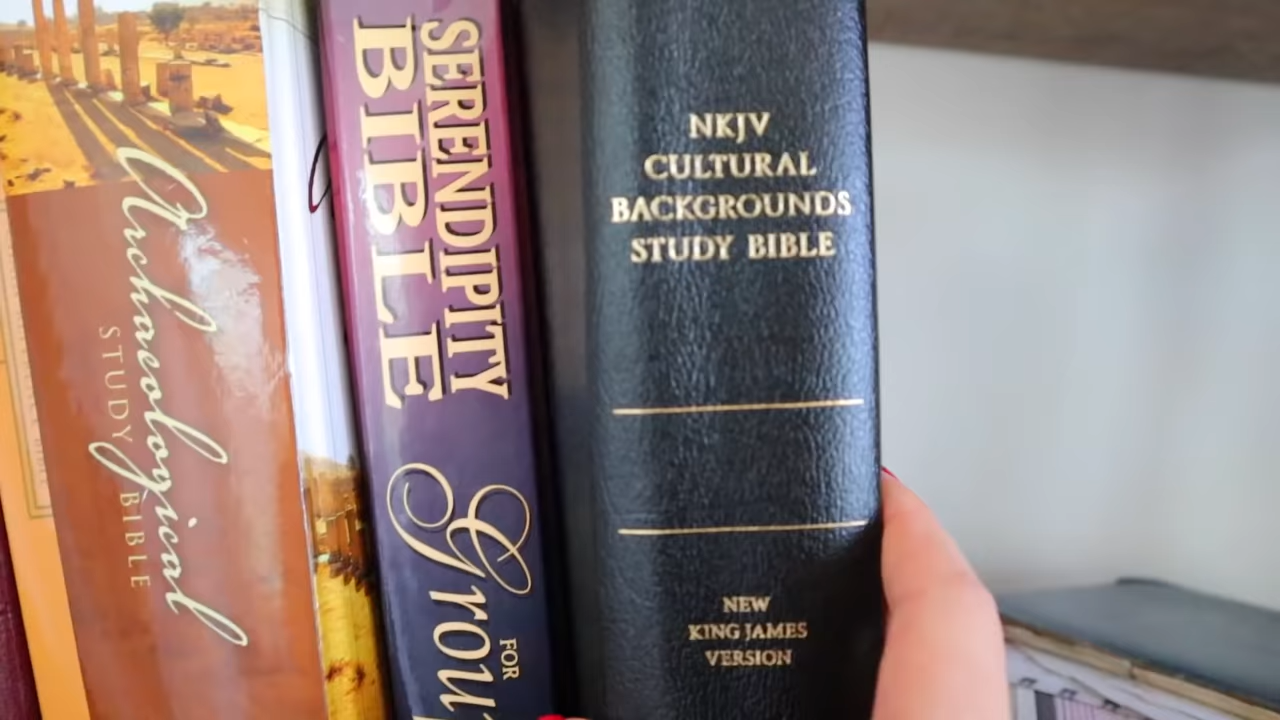 Archaeological
STUDY BIBLE
SERENDIPITY
BIBLE
FOR
NKJV
CULTURAL
BACKGROUNDS
STUDY BIBLE
NEW
KING JAMES
VERSION